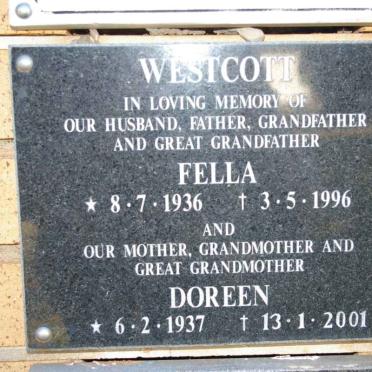 WESTCOTT
IN LOVING MEMORY OF
OUR HUSBAND, FATHER, GRANDFATHER
AND GREAT GRANDFATHER
FELLA
★ 8·7·1936 † 3·5·1996
AND
OUR MOTHER, GRANDMOTHER AND
GREAT GRANDMOTHER
DOREEN
★ 6·2·1937 † 13·1·2001